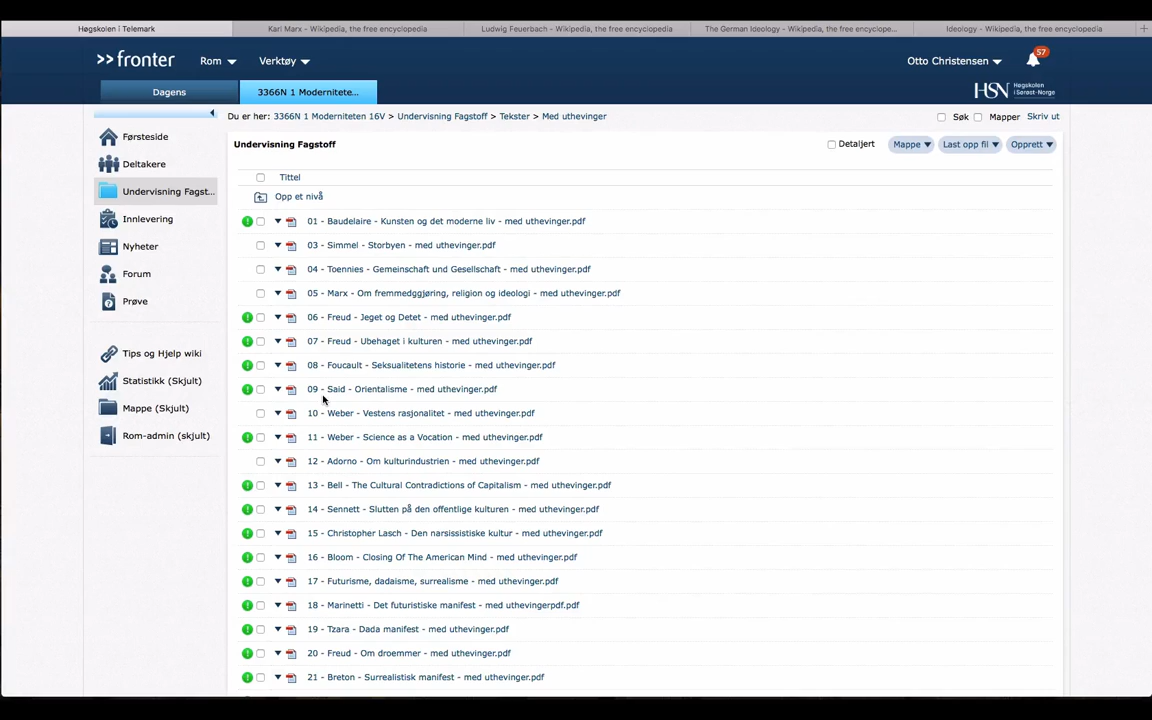 Høgskolen i Telemark
Karl Marx - Wikipedia, the free encyclopedia
Ludwig Feuerbach - Wikipedia, the free encyclopedia
The German Ideology - Wikipedia, the free encyclope...
Ideology - Wikipedia, the free encyclopedia
>> fronter
Rom
Verktøy
Otto Christensen
57
Dagens
3366N 1 Modernitete...
HSN Høgskolen i Sørøst-Norge
Du er her: 3366N 1 Moderniteten 16V > Undervisning Fagstoff > Tekster > Med uthevinger
Søk
Mapper
Skriv ut
Førsteside
Deltakere
Undervisning Fagst...
Innlevering
Nyheter
Forum
Prøve
Tips og Hjelp wiki
Statistikk (Skjult)
Mappe (Skjult)
Rom-admin (skjult)
Undervisning Fagstoff
Detaljert
Mappe
Last opp fil
Opprett
Tittel
Opp et nivå
01 - Baudelaire - Kunsten og det moderne liv - med uthevinger.pdf
03 - Simmel - Storbyen - med uthevinger.pdf
04 - Toennies - Gemeinschaft und Gesellschaft - med uthevinger.pdf
05 - Marx - Om fremmedggjøring, religion og ideologi - med uthevinger.pdf
06 - Freud - Jeget og Detet - med uthevinger.pdf
07 - Freud - Ubehaget i kulturen - med uthevinger.pdf
08 - Foucault - Seksualitetens historie - med uthevinger.pdf
09 - Said - Orientalisme - med uthevinger.pdf
10 - Weber - Vestens rasjonalitet - med uthevinger.pdf
11 - Weber - Science as a Vocation - med uthevinger.pdf
12 - Adorno - Om kulturindustrien - med uthevinger.pdf
13 - Bell - The Cultural Contradictions of Capitalism - med uthevinger.pdf
14 - Sennett - Slutten på den offentlige kulturen - med uthevinger.pdf
15 - Christopher Lasch - Den narsissistiske kultur - med uthevinger.pdf
16 - Bloom - Closing Of The American Mind - med uthevinger.pdf
17 - Futurisme, dadaisme, surrealisme - med uthevinger.pdf
18 - Marinetti - Det futuristiske manifest - med uthevingerpdf.pdf
19 - Tzara - Dada manifest - med uthevinger.pdf
20 - Freud - Om droemmer - med uthevinger.pdf
21 - Breton - Surrealistisk manifest - med uthevinger.pdf